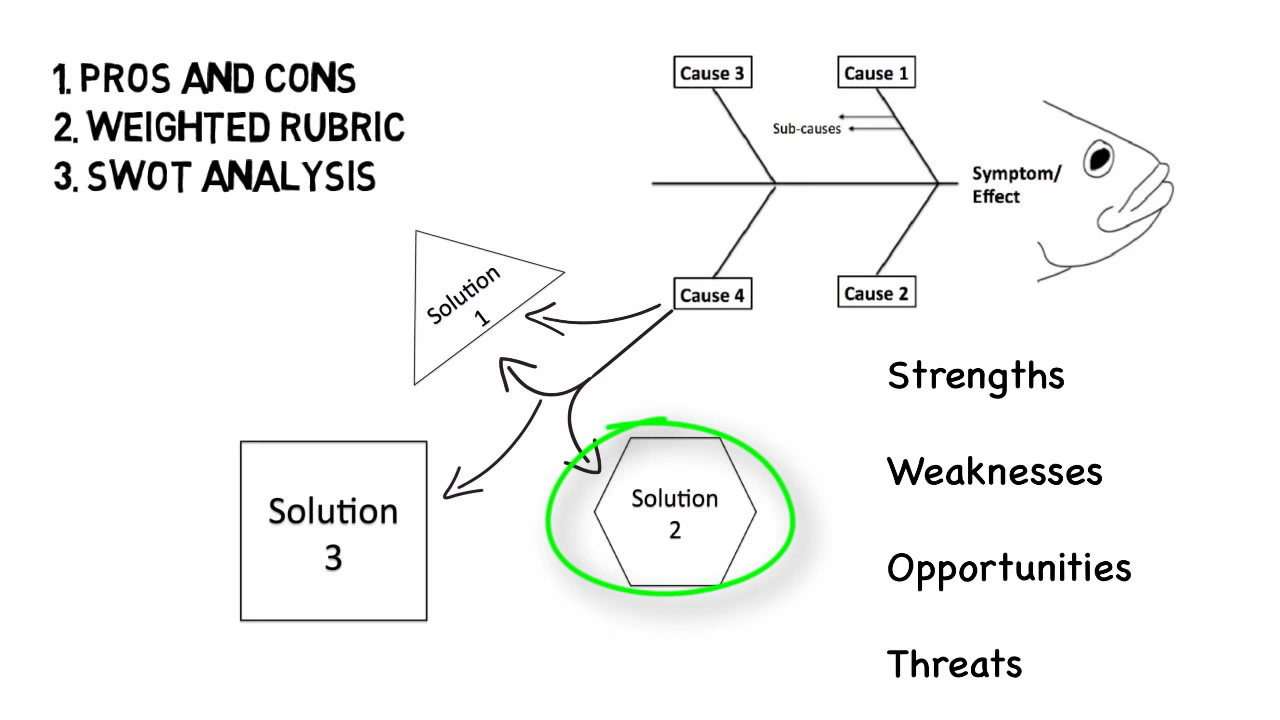 1. PROS AND CONS
2. WEIGHTED RUBRIC
3. SWOT ANALYSIS
Cause 3
Cause 1
Sub-causes
Symptom/
Effect
Cause 4
Cause 2
Solution
1
Solution
2
Solution
3
Strengths
Weaknesses
Opportunities
Threats